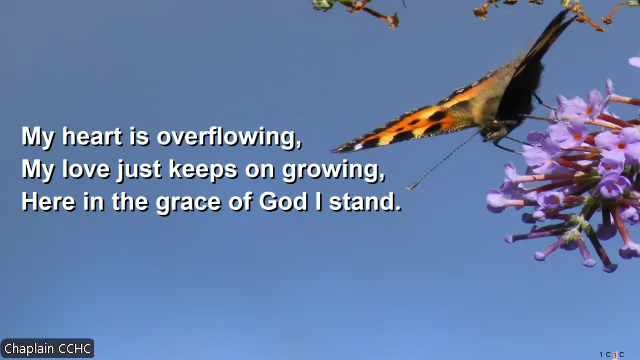 My heart is overflowing,
My love just keeps on growing,
Here in the grace of God I stand.
Chaplain CCHC